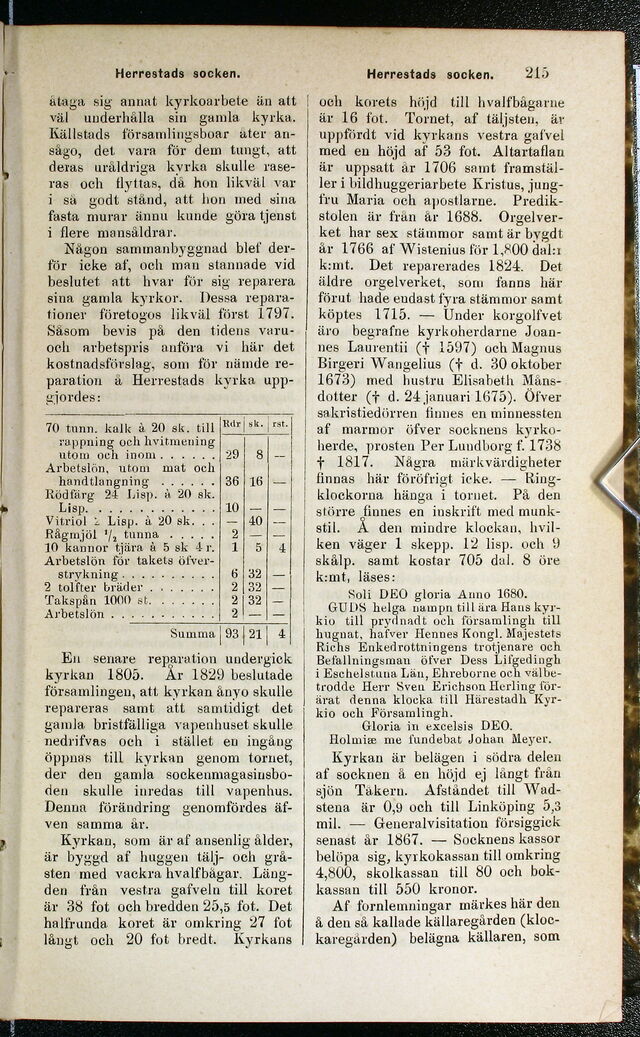 Herrestads socken.
åtaga sig annat kyrkoarbete än att
väl underhålla sin gamla kyrka.
Källstads församlingsboar åter an-
sågo, det vara för dem tungt, att
deras uråldriga kyrka skulle rase-
ras och flyttas, då hon likväl var
i så godt stånd, att hon med sina
fasta murar ännu kunde göra tjenst
i flere mansåldrar.
Någon sammanbyggnad blef der-
för icke af, och man stannade vid
beslutet att hvar för sig reparera
sina gamla kyrkor. Dessa repara-
tioner företogos likväl först 1797.
Såsom bevis på den tidens varu-
och arbetspris anföra vi här det
kostnadsförslag, som för nämde re-
paration å Herrestads kyrka upp-
gjordes:
Rdr sk. rst.
70 tunn. kalk à 20 sk. till
rappning och hvitmening
utom och inom . . . . . . 29 8 —
Arbetslön, utom mat och
handtlangning . . . . . . 36 16 —
Rödfärg 24 Lisp. à 20 sk.
Lisp. . . . . . . . . . . . . 10 — —
Vitriol 2 Lisp. à 20 sk. . . — 40 —
Rågmjöl ½ tunna . . . . . 2 — —
10 kannor tjära à 5 sk 4 r. 1 5 4
Arbetslön för takets öfver-
strykning . . . . . . . . . . 6 32 —
2 tolfter bräder . . . . . . . 2 32 —
Takspån 1000 st. . . . . . . 2 32 —
Arbetslön . . . . . . . . . . . 2 — —
Summa 93 21 4
En senare reparation undergick
kyrkan 1805. År 1829 beslutade
församlingen, att kyrkan ånyo skulle
repareras samt att samtidigt det
gamla bristfälliga vapenhuset skulle
nedrifvas och i stället en ingång
öppnas till kyrkan genom tornet,
der den gamla sockenmagasinsbo-
den skulle inredas till vapenhus.
Denna förändring genomfördes äf-
ven samma år.
Kyrkan, som är af ansenlig ålder,
är byggd af huggen tälj- och grå-
sten med vackra hvalfbågar. Läng-
den från vestra gafveln till koret
är 38 fot och bredden 25,5 fot. Det
halfrunda koret är omkring 27 fot
långt och 20 fot bredt. Kyrkans
Herrestads socken. 215
och korets höjd till hvalfbågarne
är 16 fot. Tornet, af täljsten, är
uppfördt vid kyrkans vestra gafvel
med en höjd af 53 fot. Altartaflan
är uppsatt år 1706 samt framstäl-
ler i bildhuggeriarbete Kristus, jung-
fru Maria och apostlarne. Predik-
stolen är från år 1688. Orgelver-
ket har sex stämmor samt är bygdt
år 1766 af Wistenius för 1,800 dal:r
k:mt. Det reparerades 1824. Det
äldre orgelverket, som fanns här
förut hade endast fyra stämmor samt
köptes 1715. — Under korgolfvet
äro begrafne kyrkoherdarne Joan-
nes Laurentii († 1597) och Magnus
Birgeri Wangelius († d. 30 oktober
1673) med hustru Elisabeth Måns-
dotter († d. 24 januari 1675). Öfver
sakristiedörren finnes en minnessten
af marmor öfver socknens kyrko-
herde, prosten Per Lundborg f. 1738
† 1817. Några märkvärdigheter
finnas här föröfrigt icke. — Ring-
klockorna hänga i tornet. På den
större finnes en inskrift med munk-
stil. Å den mindre klockan, hvil-
ken väger 1 skepp. 12 lisp. och 9
skålp. samt kostar 705 dal. 8 öre
k:mt, läses:
Soli DEO gloria Anno 1680.
GUDS helga nampn till ära Hans kyr-
kio till prydnadt och församlingh till
hugnat, hafver Hennes Kongl. Majestets
Richs Enkedrottningens trotjenare och
Befallningsman öfver Dess Lifgedingh
i Eschelstuna Län, Ehreborne och välbe-
trodde Herr Sven Erichson Herling för-
ärat denna klocka till Härestadh Kyr-
kio och Församlingh.
Gloria in excelsis DEO.
Holmiæ me fundebat Johan Meyer.
Kyrkan är belägen i södra delen
af socknen å en höjd ej långt från
sjön Tåkern. Afståndet till Wad-
stena är 0,9 och till Linköping 5,3
mil. — Generalvisitation försiggick
senast år 1867. — Socknens kassor
belöpa sig, kyrkokassan till omkring
4,800, skolkassan till 80 och bok-
kassan till 550 kronor.
Af fornlemningar märkes här den
å den så kallade källaregården (kloc-
karegården) belägna källaren, som